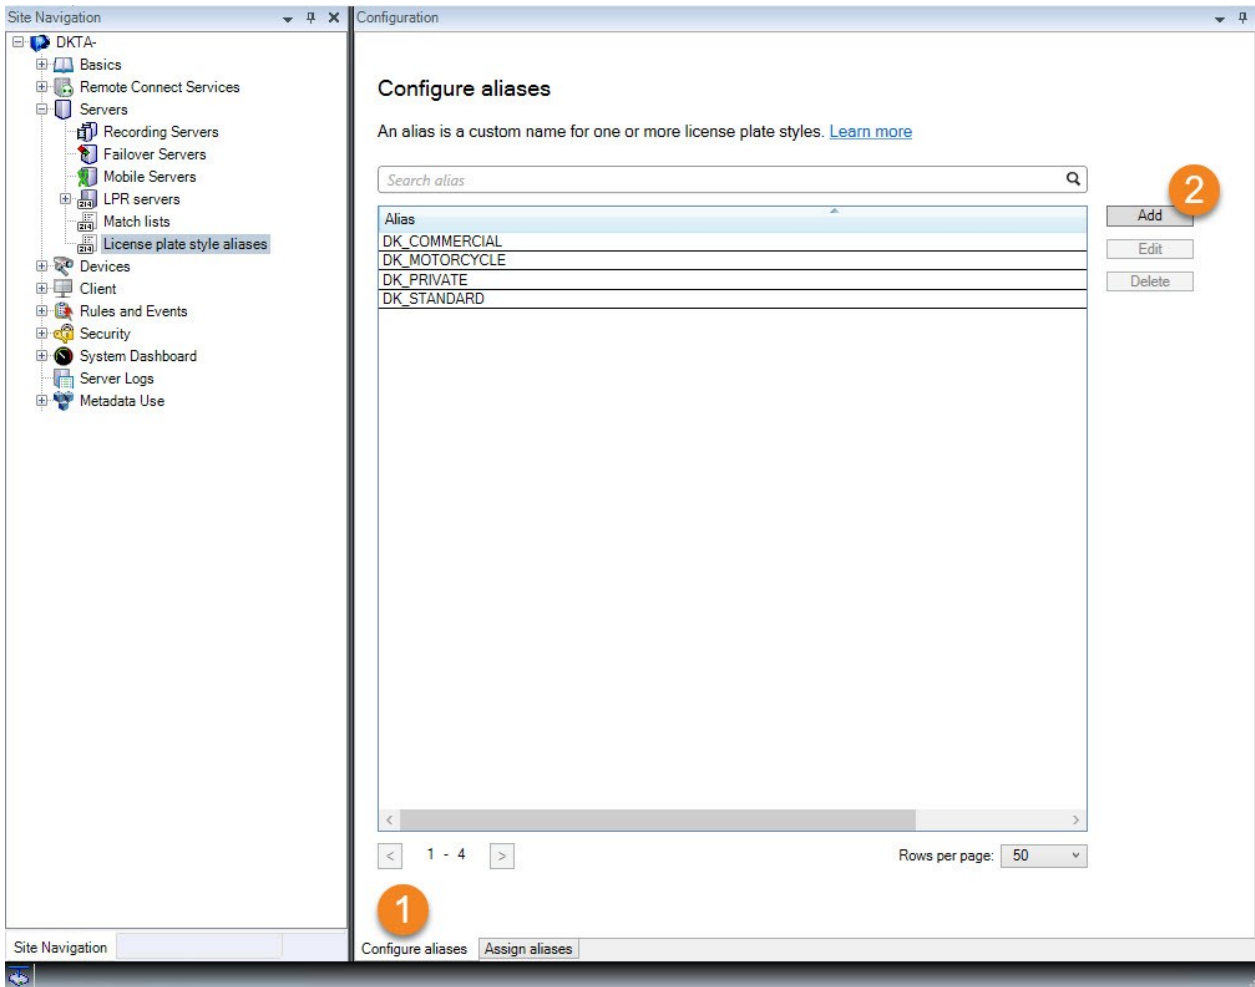 Site Navigation
DKTA-
Basics
Remote Connect Services
Servers
Recording Servers
Failover Servers
Mobile Servers
LPR servers
Match lists
License plate style aliases
Devices
Client
Rules and Events
Security
System Dashboard
Server Logs
Metadata Use
Site Navigation
Configuration
Configure aliases
An alias is a custom name for one or more license plate styles. Learn more
Search alias
2
Alias
Add
DK_COMMERCIAL
Edit
DK_MOTORCYCLE
DK_PRIVATE
Delete
DK_STANDARD
< 1 - 4 >
Rows per page: 50
1
Configure aliases
Assign aliases